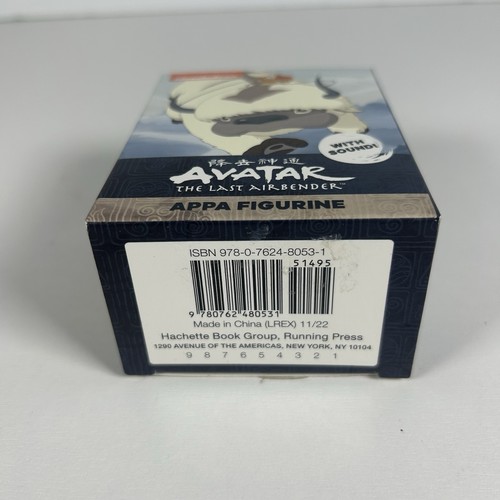 WITH
SOUND!
降去神通
AVATAR
THE LAST AIRBENDER™
APPA FIGURINE
ISBN 978-0-7624-8053-1
51495
9 780762 480531
Made in China (LREX) 11/22
Hachette Book Group, Running Press
1290 AVENUE OF THE AMERICAS, NEW YORK, NY 10104
9 8 7 6 5 4 3 2 1